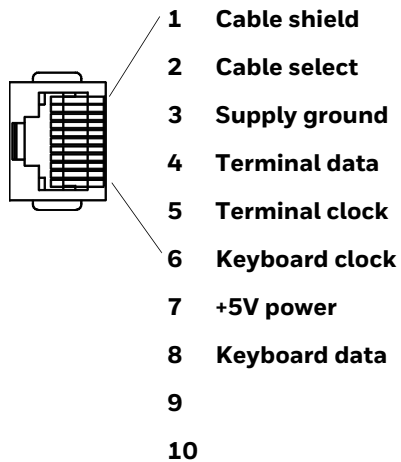 1 Cable shield
2 Cable select
3 Supply ground
4 Terminal data
5 Terminal clock
6 Keyboard clock
7 +5V power
8 Keyboard data
9
10